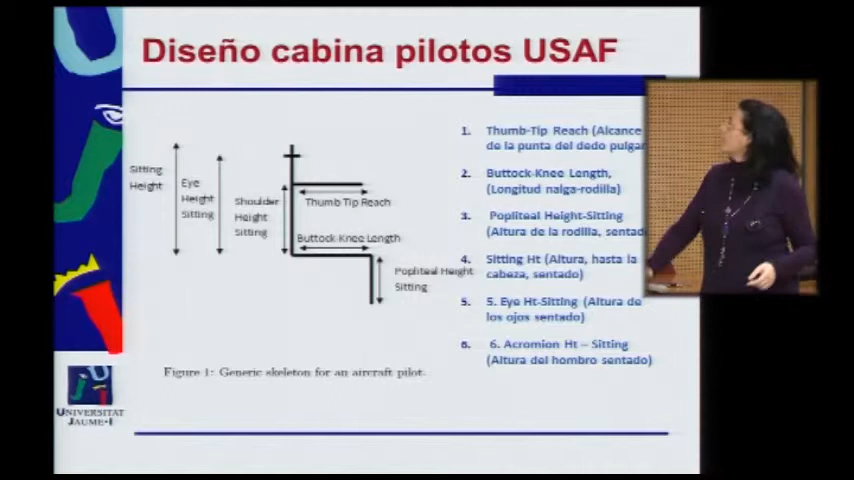 Diseño cabina pilotos USAF
Sitting
Height
Eye
Height
Sitting
Shoulder
Height
Sitting
Thumb Tip Reach
Buttock-Knee Length
Popliteal Height
Sitting
Figure 1: Generic skeleton for an aircraft pilot.
1. Thumb-Tip Reach (Alcance
de la punta del dedo pulgar
2. Buttock-Knee Length,
(Longitud nalga-rodilla)
3. Popliteal Height-Sitting
(Altura de la rodilla, sentad
4. Sitting Ht (Altura, hasta la
cabeza, sentado)
5. 5. Eye Ht-Sitting (Altura de
los ojos sentado)
6. 6. Acromion Ht – Sitting
(Altura del hombro sentado)
UNIVERSITAT
JAUME·I